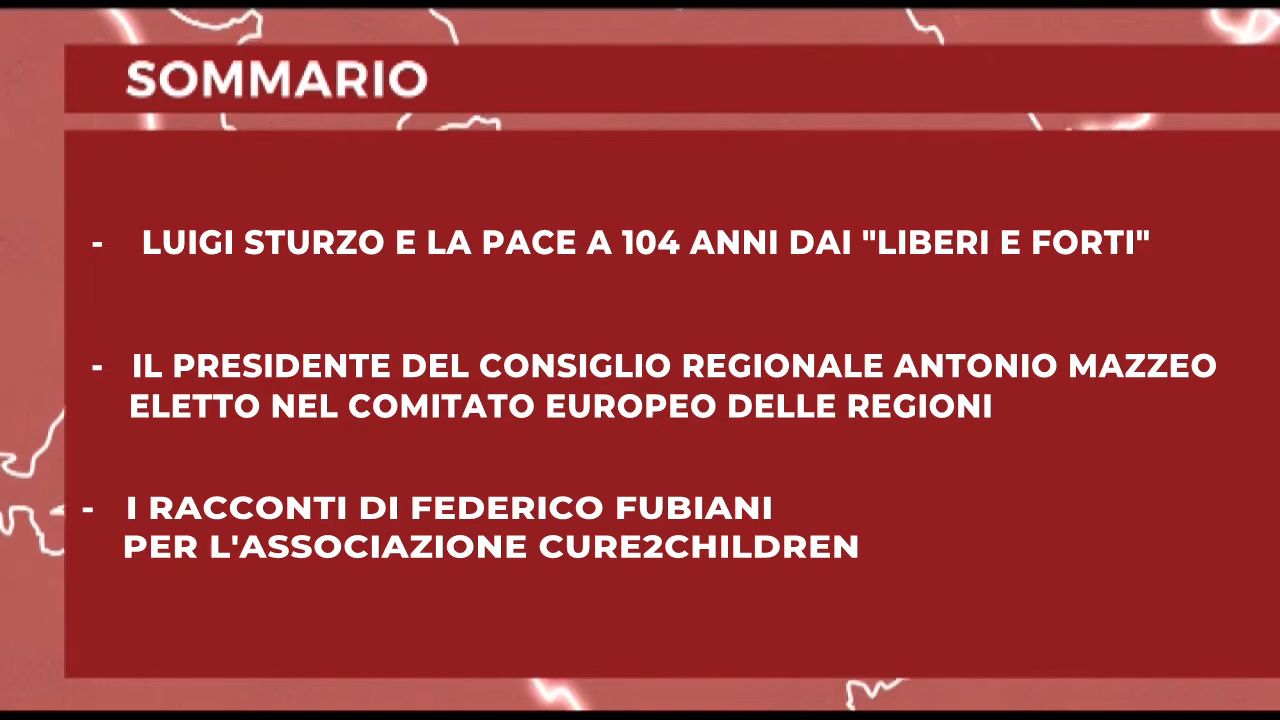 SOMMARIO
- LUIGI STURZO E LA PACE A 104 ANNI DAI "LIBERI E FORTI"
- IL PRESIDENTE DEL CONSIGLIO REGIONALE ANTONIO MAZZEO
ELETTO NEL COMITATO EUROPEO DELLE REGIONI
- I RACCONTI DI FEDERICO FUBIANI
PER L'ASSOCIAZIONE CURE2CHILDREN